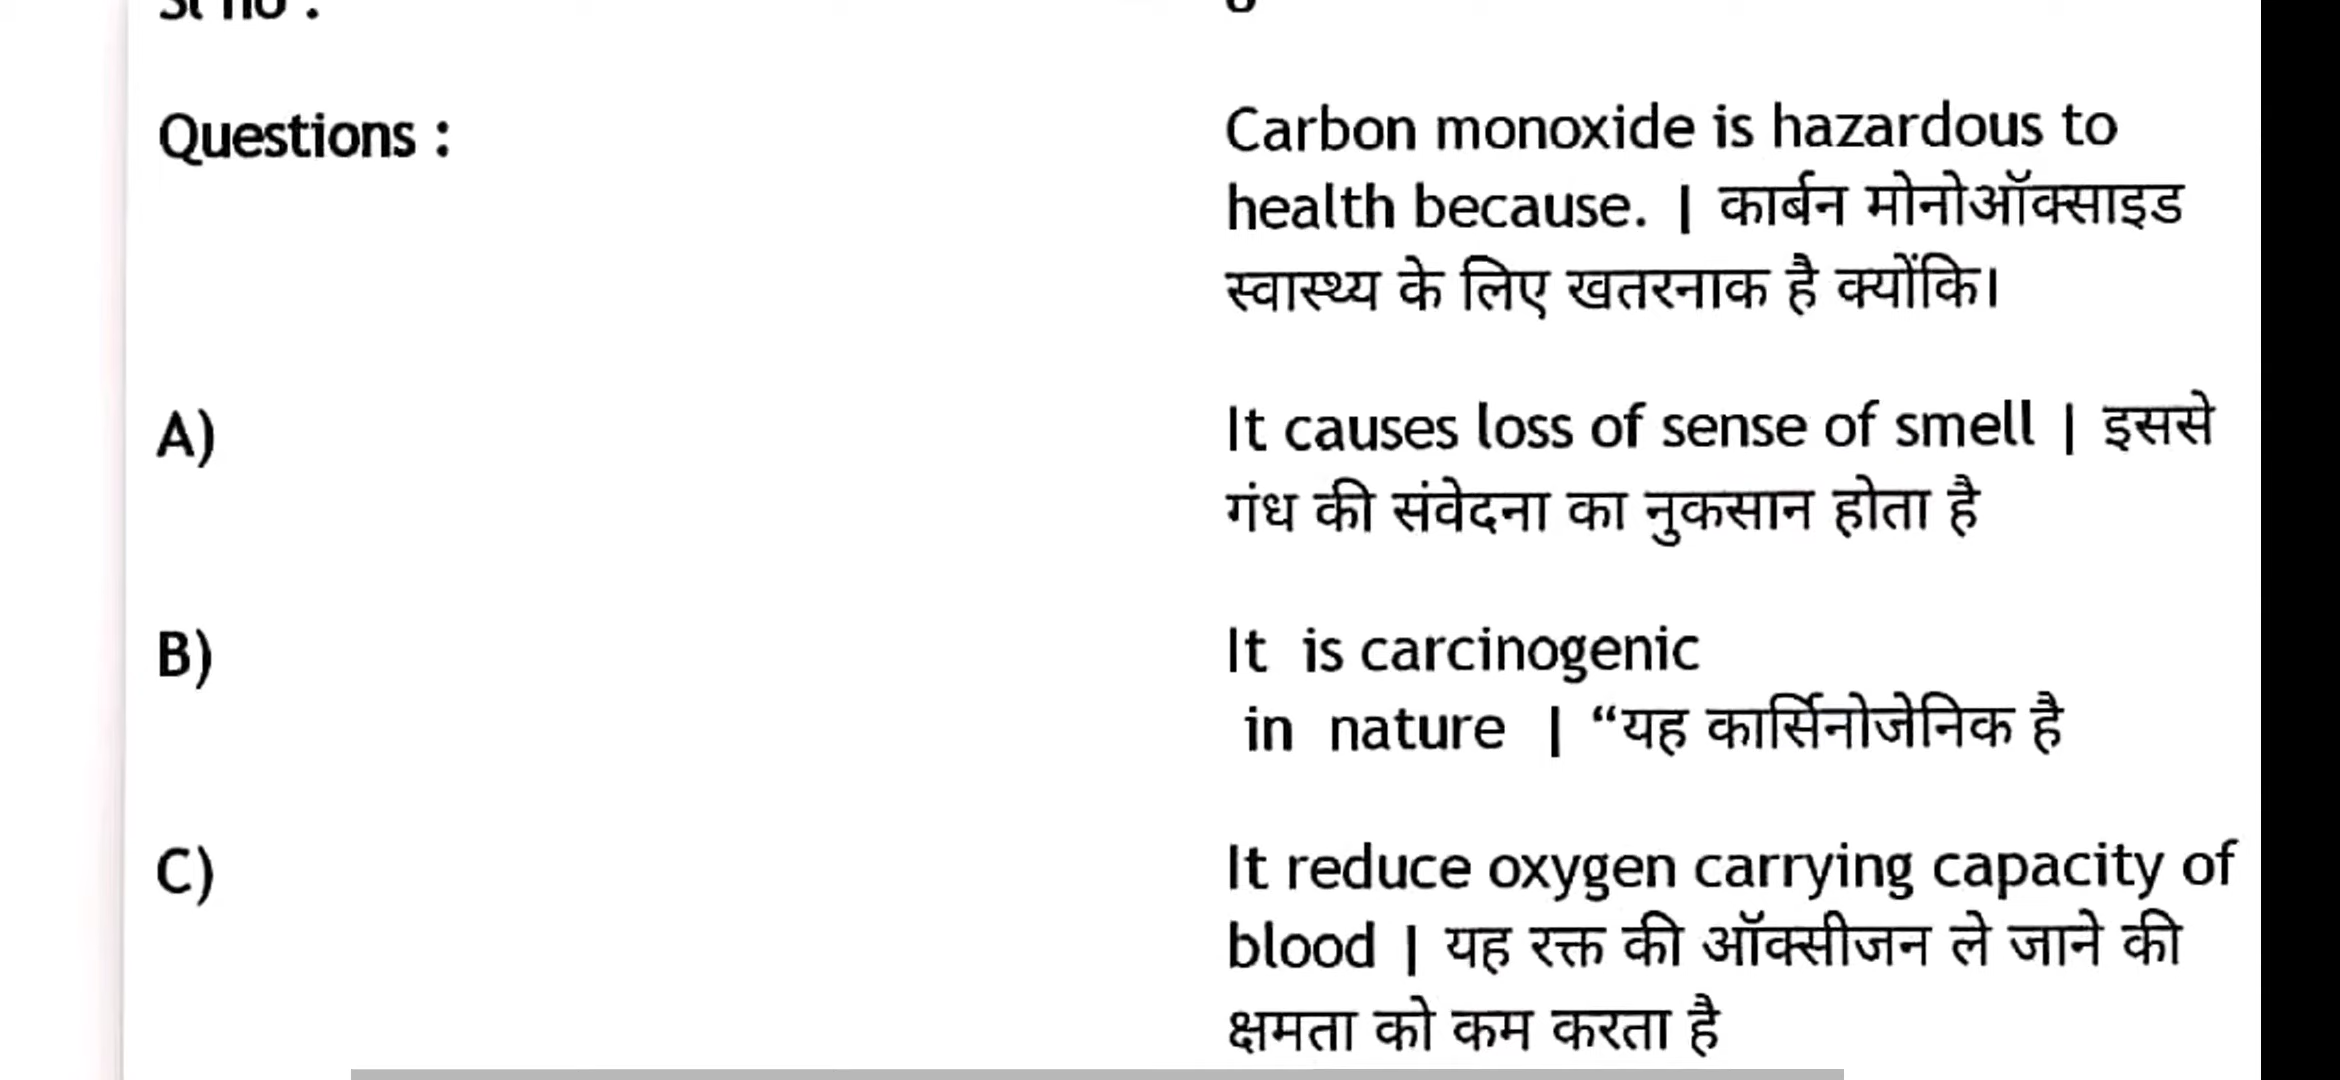 Sl no :
Questions :
Carbon monoxide is hazardous to
health because. | कार्बन मोनोऑक्साइड
स्वास्थ्य के लिए खतरनाक है क्योंकि।
A)
It causes loss of sense of smell | इससे
गंध की संवेदना का नुकसान होता है
B)
It is carcinogenic
in nature | “यह कार्सिनोजेनिक है
C)
It reduce oxygen carrying capacity of
blood | यह रक्त की ऑक्सीजन ले जाने की
क्षमता को कम करता है